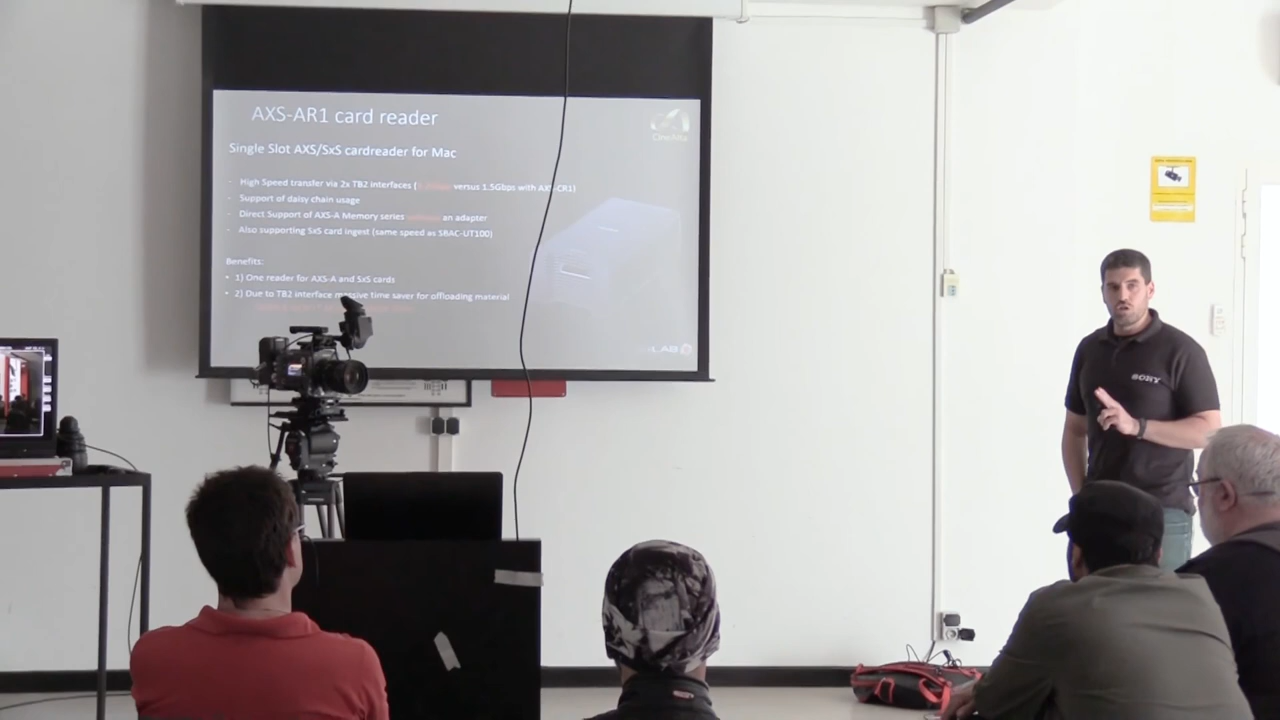 AXS-AR1 card reader
Single Slot AXS/SxS cardreader for Mac
- High Speed transfer via 2x TB2 interfaces ( versus 1.5Gbps with AXS-CR1)
- Support of daisy chain usage
- Direct Support of AXS-A Memory series an adapter
- Also supporting SxS card ingest (same speed as SBAC-UT100)
Benefits:
• 1) One reader for AXS-A and SxS cards
• 2) Due to TB2 interface massive time saver for offloading material
CineAlta
LAB
SONY